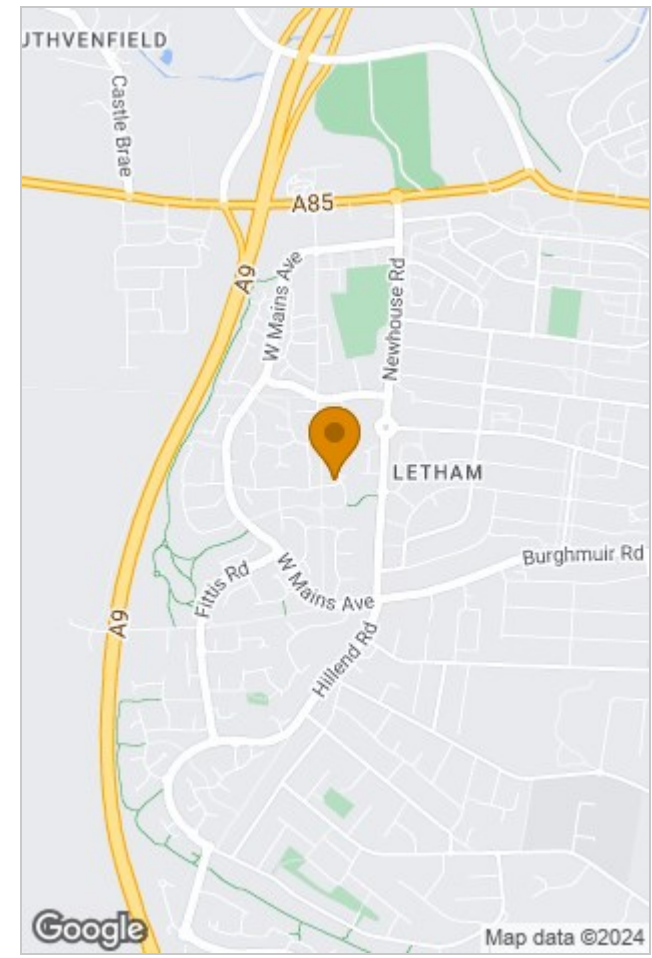 UTHVENFIELD
Castle Brae
A85
A9
W Mains Ave
Newhouse Rd
LETHAM
Burghmuir Rd
Fittis Rd
W Mains Ave
A9
Hillend Rd
Google
Map data ©2024